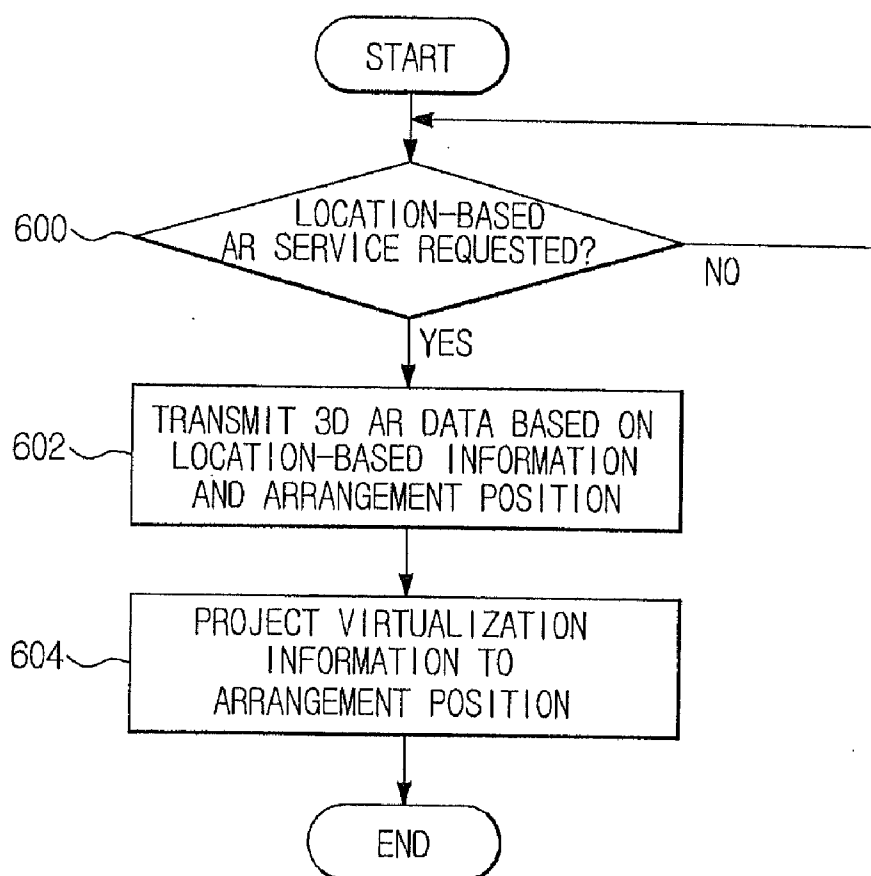 START
LOCATION-BASED
AR SERVICE REQUESTED?
600
NO
YES
TRANSMIT 3D AR DATA BASED ON
LOCATION-BASED INFORMATION
AND ARRANGEMENT POSITION
602
PROJECT VIRTUALIZATION
INFORMATION TO
ARRANGEMENT POSITION
604
END